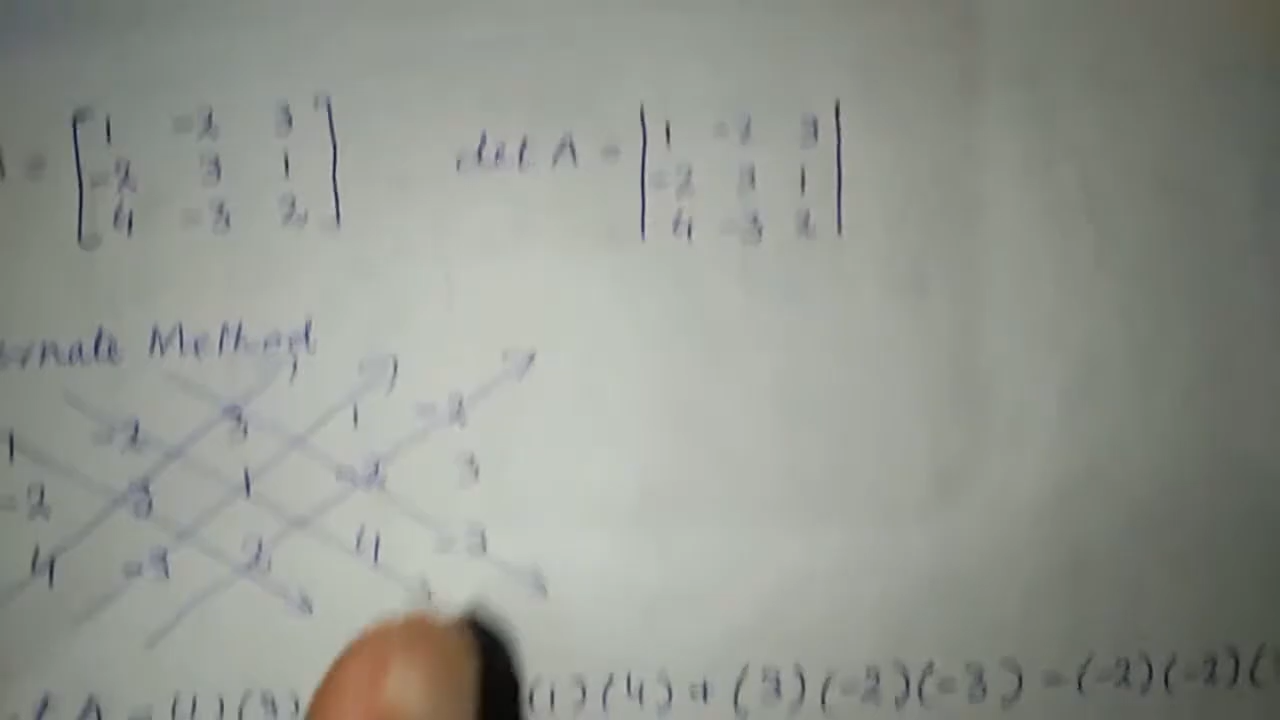 A = [ 1 -2 3 det A = | 1 -2 3 |
-2 3 1 -2 3 1
4 -3 2 ] 4 -3 2 |
Method
1 -2 3 1 -2
-2 3 1 -2 3
4 -3 2 4 -3
A = (1)(3) (1)(4) + (3)(-2)(-3) - (-2)(-2)(